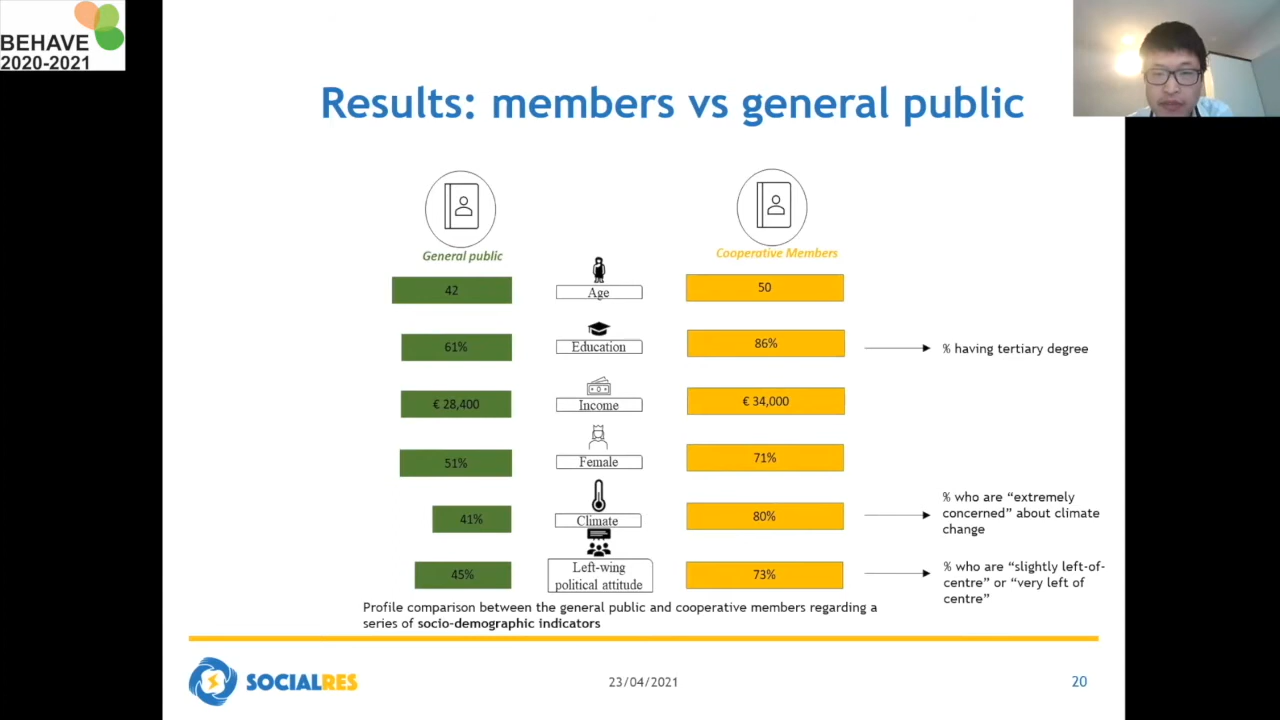 BEHAVE
2020-2021
Results: members vs general public
General public
Cooperative Members
42
Age
50
61%
Education
86%
% having tertiary degree
€ 28,400
Income
€ 34,000
51%
Female
71%
41%
Climate
80%
% who are “extremely
concerned” about climate
change
45%
Left-wing
political attitude
73%
% who are “slightly left-of-
centre” or “very left of
centre”
Profile comparison between the general public and cooperative members regarding a
series of socio-demographic indicators
SOCIALRES
23/04/2021
20